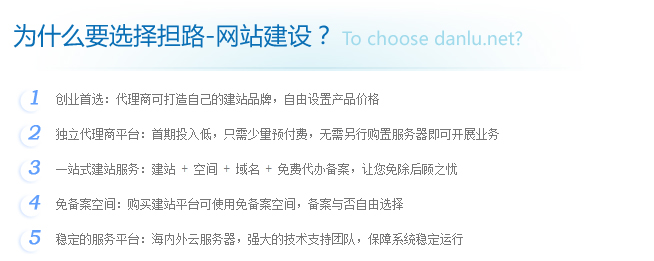 为什么要选择担路-网站建设？ To choose danlu.net?
1 创业首选：代理商可打造自己的建站品牌，自由设置产品价格
2 独立代理商平台：首期投入低，只需少量预付费，无需另行购置服务器即可开展业务
3 一站式建站服务：建站 + 空间 + 域名 + 免费代办备案，让您免除后顾之忧
4 免备案空间：购买建站平台可使用免备案空间，备案与否自由选择
5 稳定的服务平台：海内外云服务器，强大的技术支持团队，保障系统稳定运行